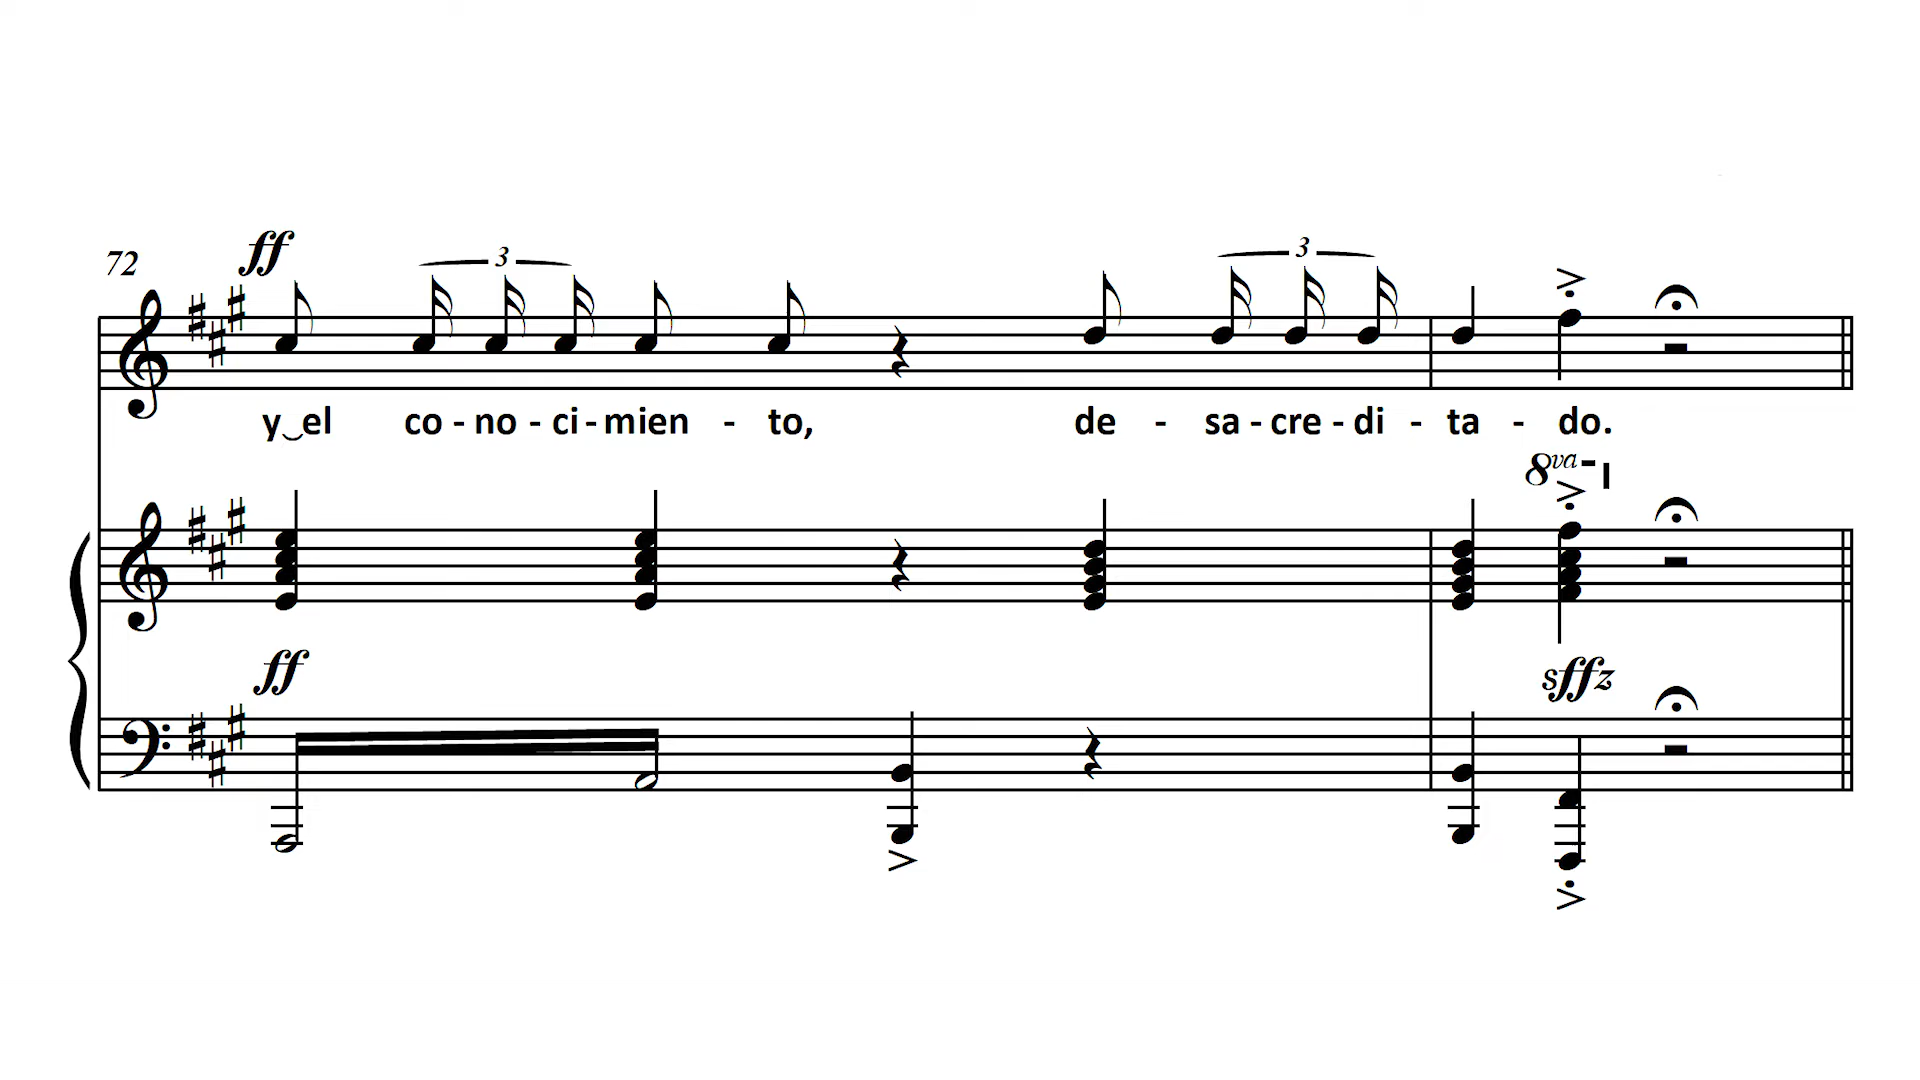 ff
72
3
3
y‿el co - no - ci - mien - to, de - sa - cre - di - ta - do.
8va
ff
sffz